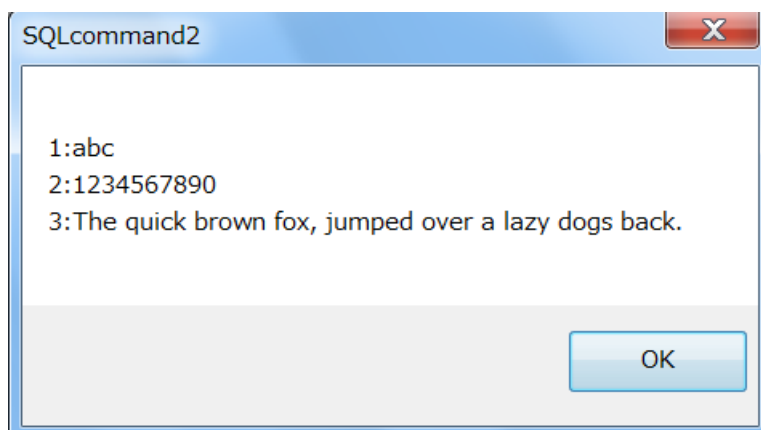 SQLcommand2
X
1:abc
2:1234567890
3:The quick brown fox, jumped over a lazy dogs back.
OK